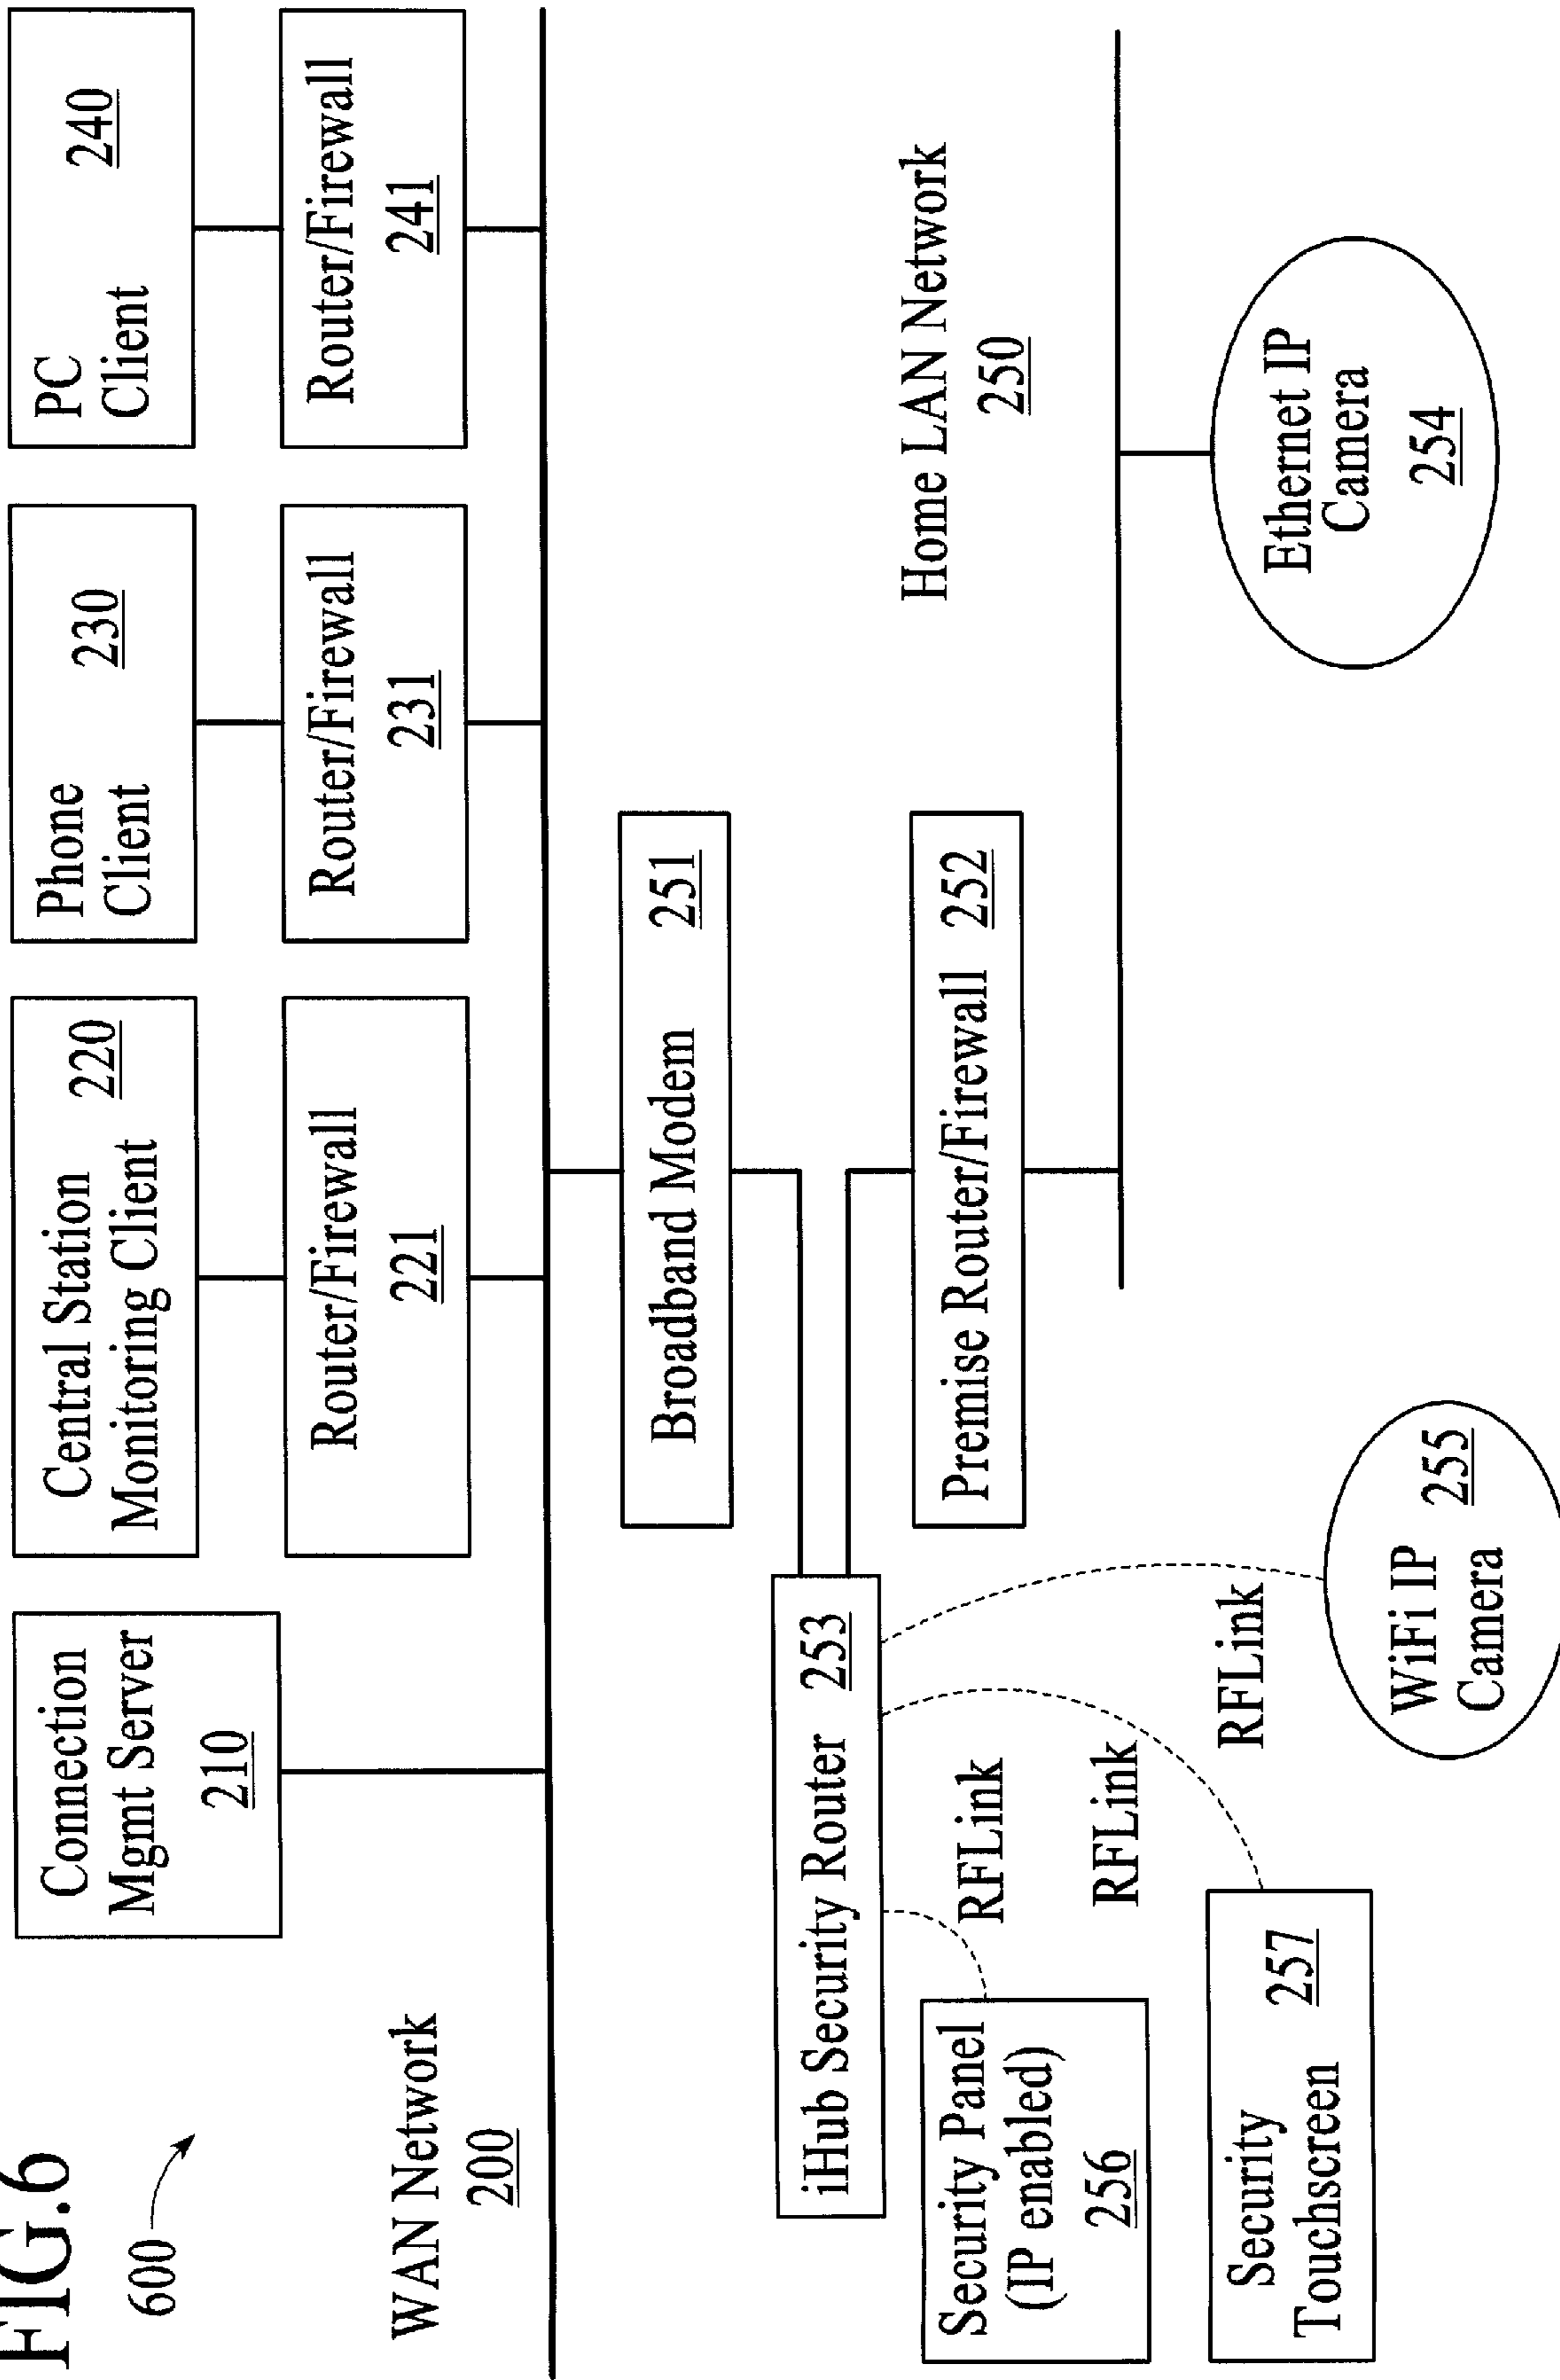 FIG.6
600
WAN Network
200
Connection
Mgmt Server
210
Central Station
220
Monitoring Client
Router/Firewall
221
Phone
230
Client
Router/Firewall
231
PC
240
Client
Router/Firewall
241
Broadband Modem 251
iHub Security Router 253
Premise Router/Firewall 252
Home LAN Network
250
Security Panel
(IP enabled)
256
RFLink
RFLink
RFLink
Security
257
Touchscreen
WiFi IP
255
Camera
Ethernet IP
Camera
254